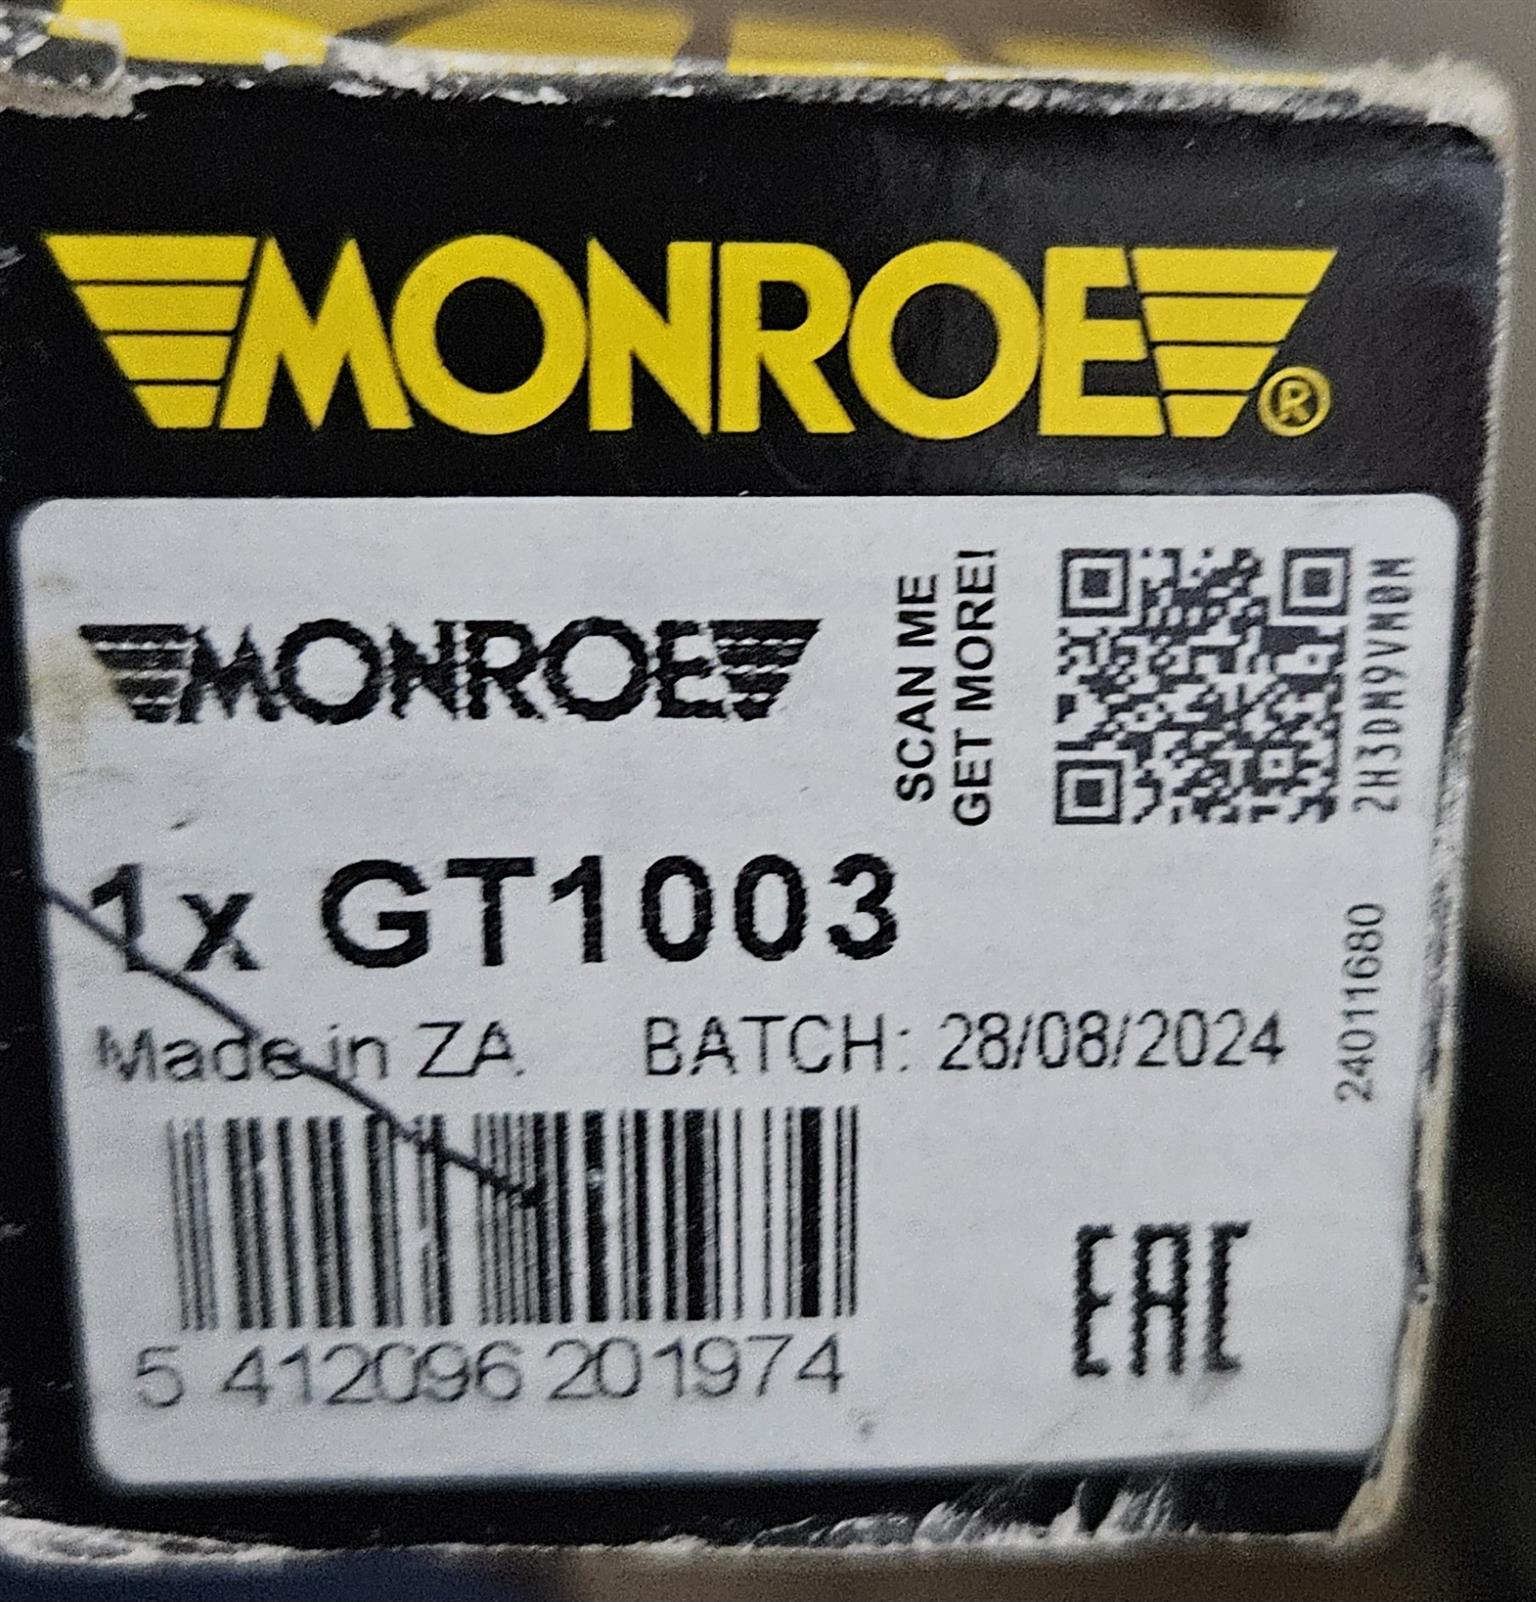 MONROE®
MONROE
SCAN ME
GET MORE!
2H3DM9VM0M
1x GT1003
Made in ZA
BATCH: 28/08/2024
24011680
5 412096 201974
EAC